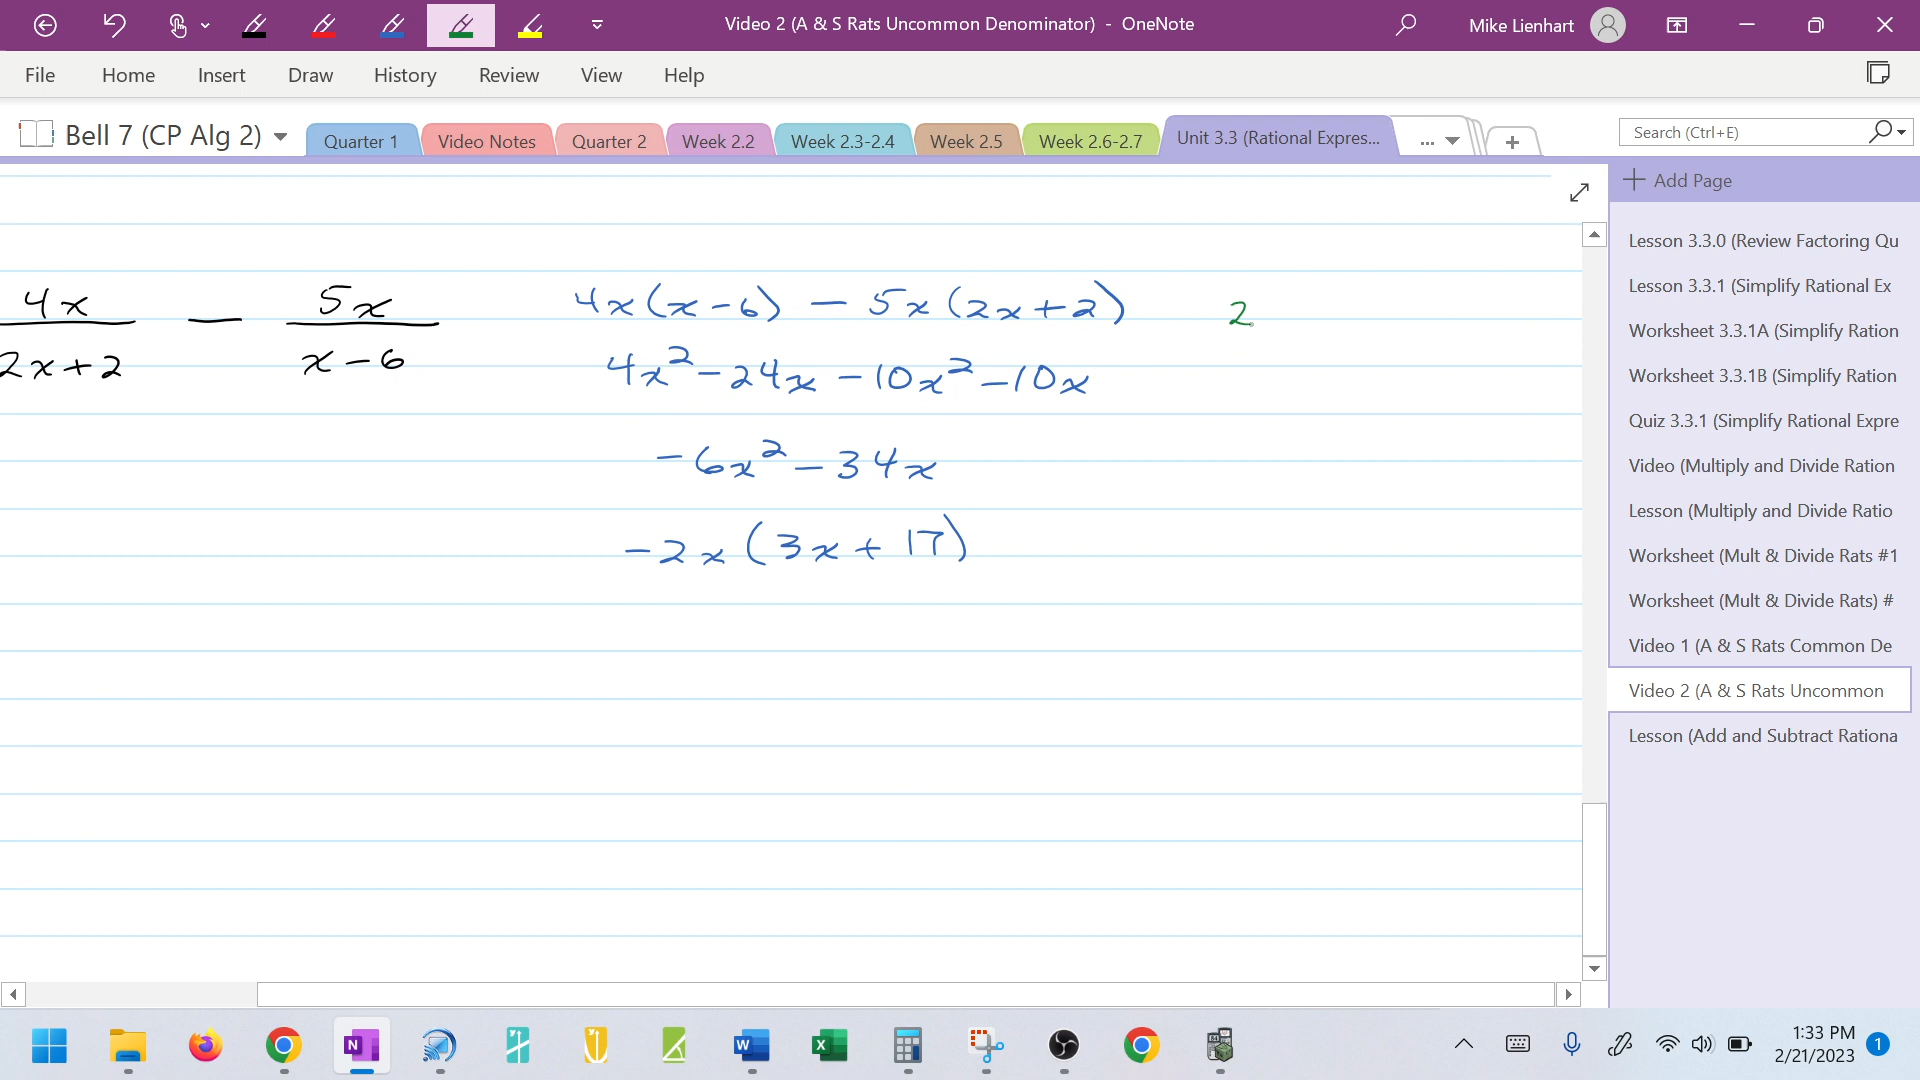 Video 2 (A & S Rats Uncommon Denominator) - OneNote
Mike Lienhart
File Home Insert Draw History Review View Help
Bell 7 (CP Alg 2)
Quarter 1 Video Notes Quarter 2 Week 2.2 Week 2.3-2.4 Week 2.5 Week 2.6-2.7 Unit 3.3 (Rational Expres... ... +
Search (Ctrl+E)
Add Page
Lesson 3.3.0 (Review Factoring Qu
Lesson 3.3.1 (Simplify Rational Ex
Worksheet 3.3.1A (Simplify Ration
Worksheet 3.3.1B (Simplify Ration
Quiz 3.3.1 (Simplify Rational Expre
Video (Multiply and Divide Ration
Lesson (Multiply and Divide Ratio
Worksheet (Mult & Divide Rats #1
Worksheet (Mult & Divide Rats) #
Video 1 (A & S Rats Common De
Video 2 (A & S Rats Uncommon
Lesson (Add and Subtract Rationa
4x — 5x
2x+2 x-6
4x(x-6) - 5x(2x+2)
4x² - 24x - 10x² - 10x
-6x² - 34x
-2x(3x+17)
2
1:33 PM
2/21/2023
1